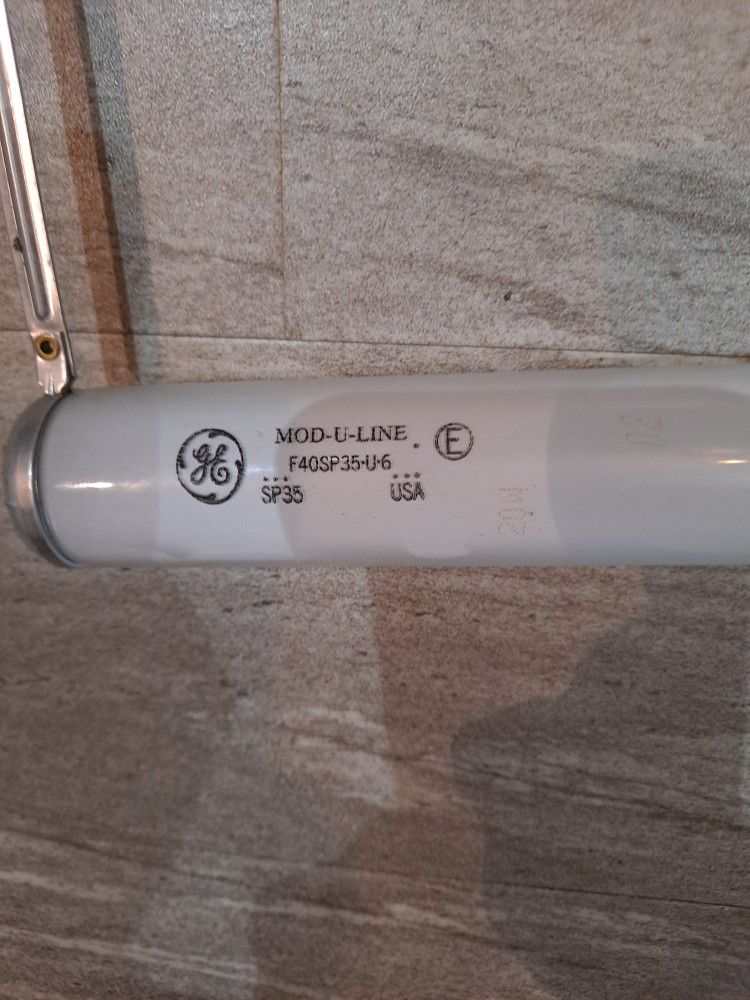 GE
MOD-U-LINE
F40SP35·U·6
SP35 USA
E